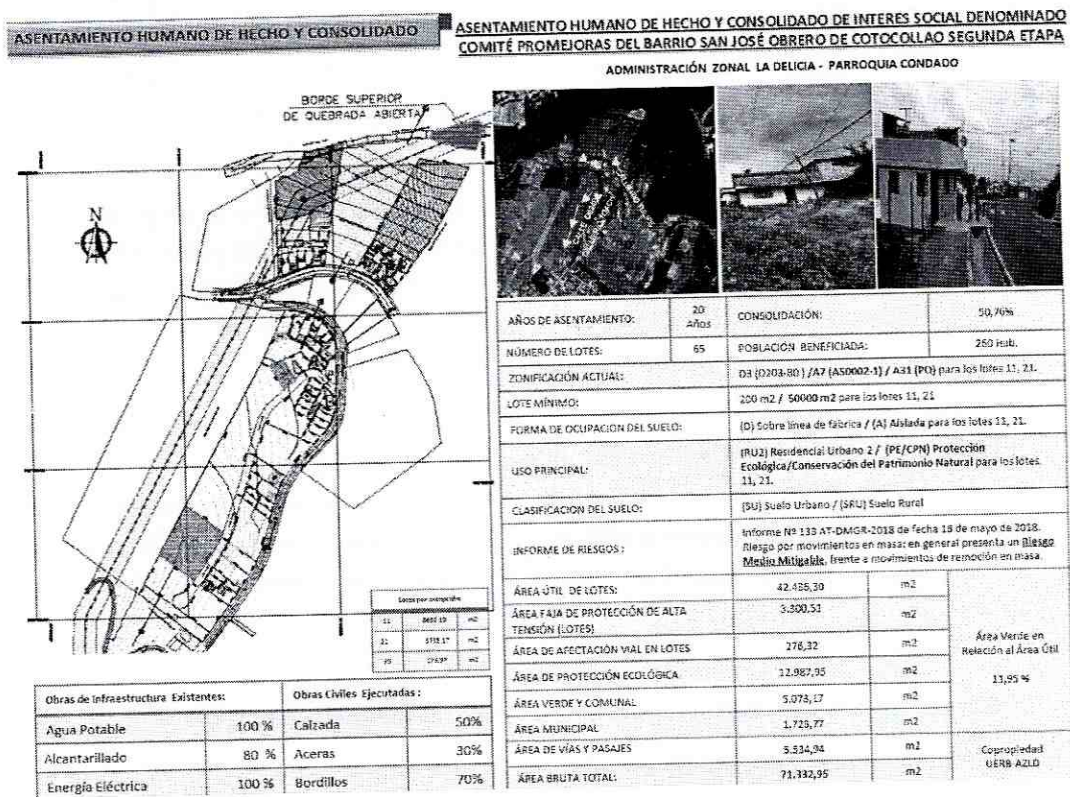 ASENTAMIENTO HUMANO DE HECHO Y CONSOLIDADO
ASENTAMIENTO HUMANO DE HECHO Y CONSOLIDADO DE INTERES SOCIAL DENOMINADO
COMITÉ PROMEJORAS DEL BARRIO SAN JOSÉ OBRERO DE COTOCOLLAO SEGUNDA ETAPA
ADMINISTRACIÓN ZONAL LA DELICIA - PARROQUIA CONDADO
BORDE SUPERIOR
DE QUEBRADA ABIERTA
N
AÑOS DE ASENTAMIENTO: 20 Años CONSOLIDACIÓN: 50,76%
NÚMERO DE LOTES: 65 POBLACIÓN BENEFICIADA: 260 Hab.
ZONIFICACIÓN ACTUAL: D3 (D203-80) /A7 (A50002-1) / A31 (PQ) para los lotes 11, 21.
LOTE MÍNIMO: 200 m2 / 50000 m2 para los lotes 11, 21
FORMA DE OCUPACIÓN DEL SUELO: (D) Sobre línea de fábrica / (A) Aislada para los lotes 11, 21.
USO PRINCIPAL: (RU2) Residencial Urbano 2 / (PE/CPN) Protección
Ecológica/Conservación del Patrimonio Natural para los lotes
11, 21.
CLASIFICACIÓN DEL SUELO: (SU) Suelo Urbano / (SRU) Suelo Rural
INFORME DE RIESGOS : Informe Nº 133 AT-DMGR-2018 de fecha 18 de mayo de 2018.
Riesgo por movimientos en masa: en general presenta un Riesgo
Medio Mitigable, frente a movimientos de remoción en masa.
ÁREA ÚTIL DE LOTES: m2
ÁREA FAJA DE PROTECCIÓN DE ALTA
TENSIÓN (LOTES) 3.300,51 m2
ÁREA DE AFECTACIÓN VIAL EN LOTES 276,32 m2
ÁREA DE PROTECCIÓN ECOLÓGICA 12.987,95 m2
ÁREA VERDE Y COMUNAL m2
ÁREA MUNICIPAL m2
ÁREA DE VÍAS Y PASAJES 5.534,94 m2
ÁREA BRUTA TOTAL: 71.332,95 m2
Área Verde en
Relación al Área Útil
11,95 %
Copropiedad
UERB-AZLD
11 m2
21 m2
m2
Obras de Infraestructura Existentes: Obras Civiles Ejecutadas :
Agua Potable 100 % Calzada 50%
Alcantarillado 80 % Aceras 30%
Energía Eléctrica 100 % Bordillos 70%